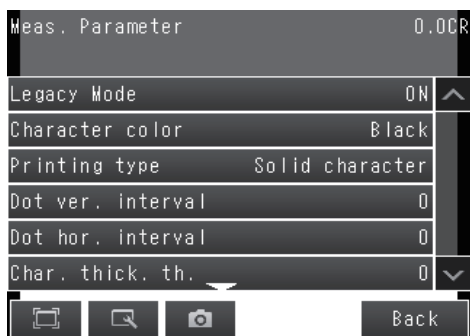 Meas. Parameter 0.OCR
Legacy Mode ON
Character color Black
Printing type Solid character
Dot ver. interval 0
Dot hor. interval 0
Char. thick. th. 0
Back